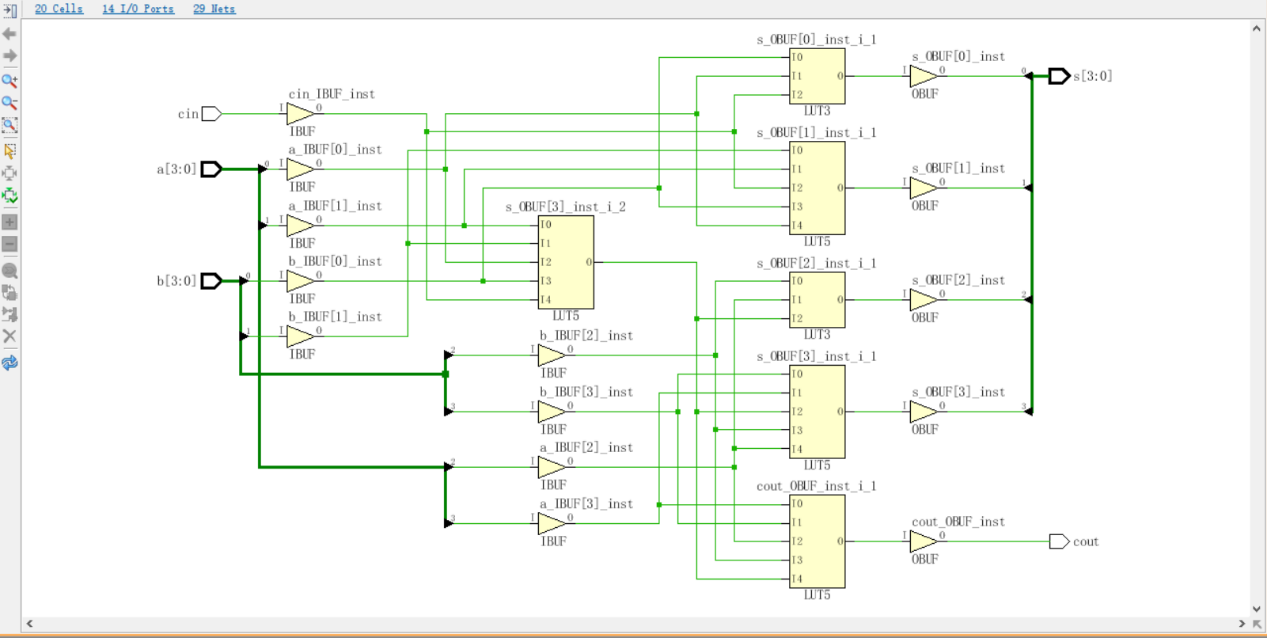 20 Cells 14 I/O Ports 29 Nets
s_OBUF[0]_inst_i_1
I0
I1 O
I2
LUT3
s_OBUF[0]_inst
I O
OBUF
0
s[3:0]
cin
cin_IBUF_inst
I O
IBUF
s_OBUF[1]_inst_i_1
I0
I1
I2 O
I3
I4
LUT5
s_OBUF[1]_inst
I O
OBUF
1
a[3:0]
0
a_IBUF[0]_inst
I O
IBUF
1
a_IBUF[1]_inst
I O
IBUF
s_OBUF[3]_inst_i_2
I0
I1
I2 O
I3
I4
LUT5
b[3:0]
0
b_IBUF[0]_inst
I O
IBUF
1
b_IBUF[1]_inst
I O
IBUF
s_OBUF[2]_inst_i_1
I0
I1 O
I2
LUT3
s_OBUF[2]_inst
I O
OBUF
2
2
b_IBUF[2]_inst
I O
IBUF
3
b_IBUF[3]_inst
I O
IBUF
s_OBUF[3]_inst_i_1
I0
I1
I2 O
I3
I4
LUT5
s_OBUF[3]_inst
I O
OBUF
3
2
a_IBUF[2]_inst
I O
IBUF
3
a_IBUF[3]_inst
I O
IBUF
cout_OBUF_inst_i_1
I0
I1
I2 O
I3
I4
LUT5
cout_OBUF_inst
I O
OBUF
cout